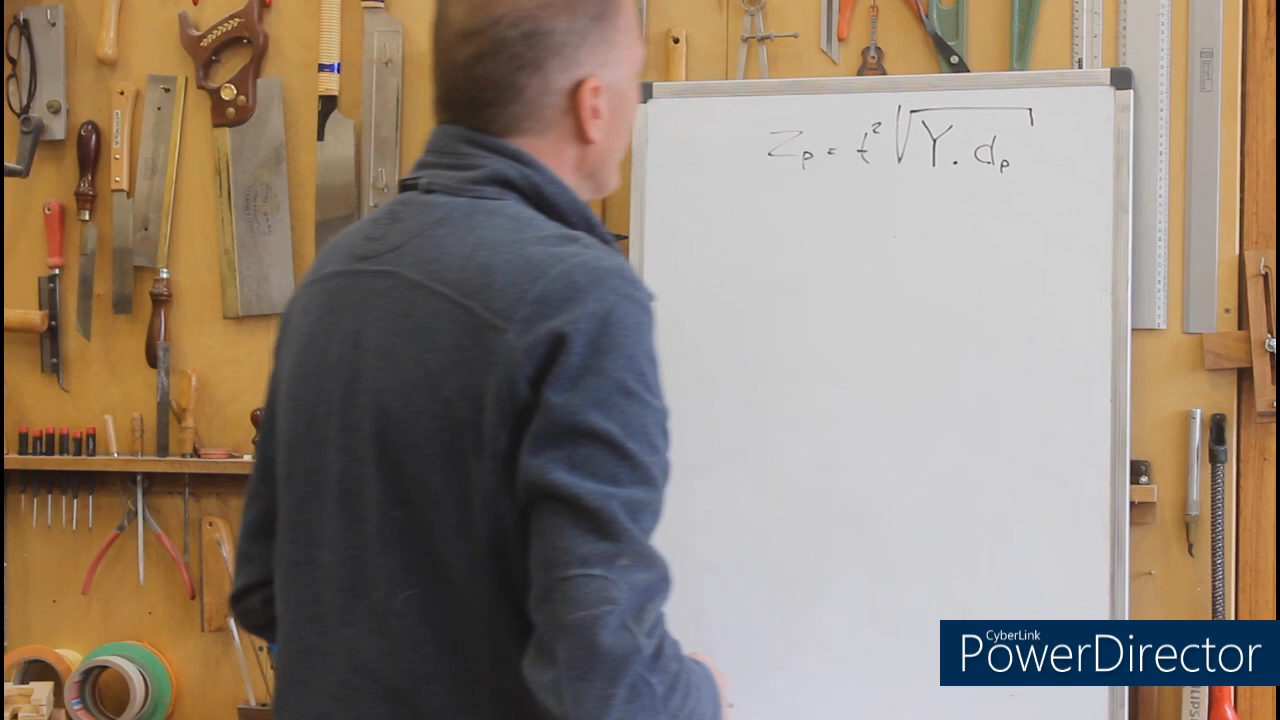 Zp = t² √Y. dp
CyberLink
PowerDirector